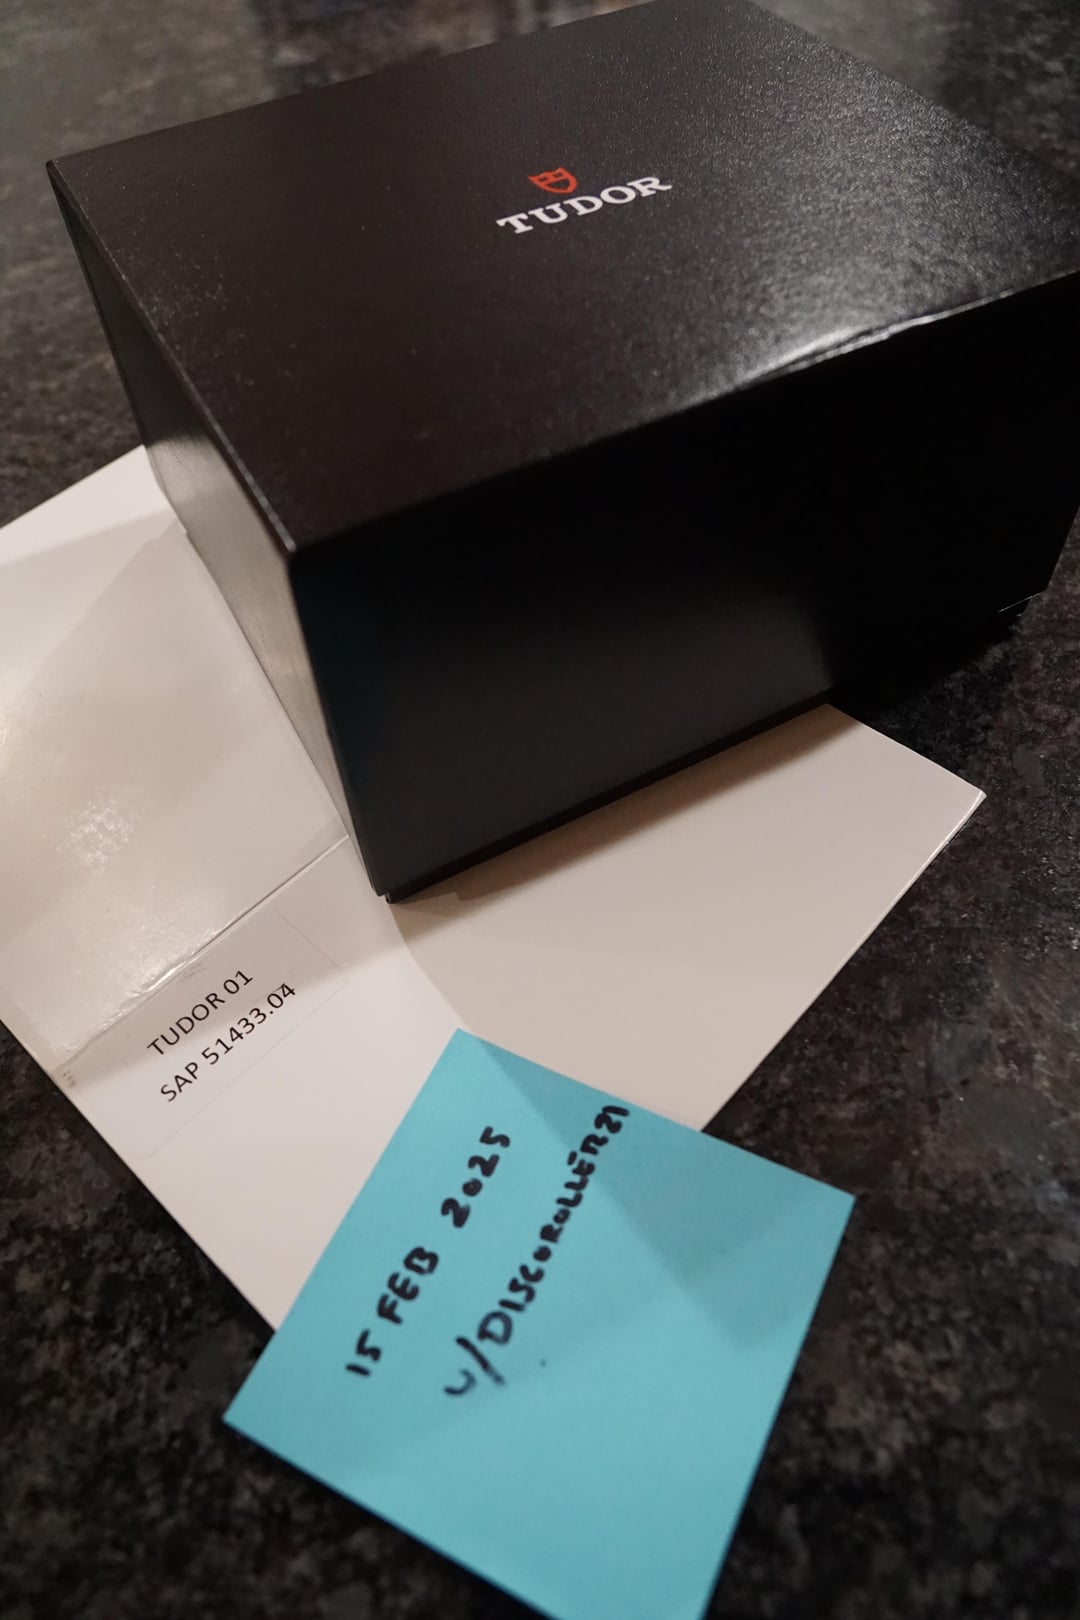 TUDOR
TUDOR 01
SAP 51433.04
15 FEB 2025
u/DISCOROLLER21